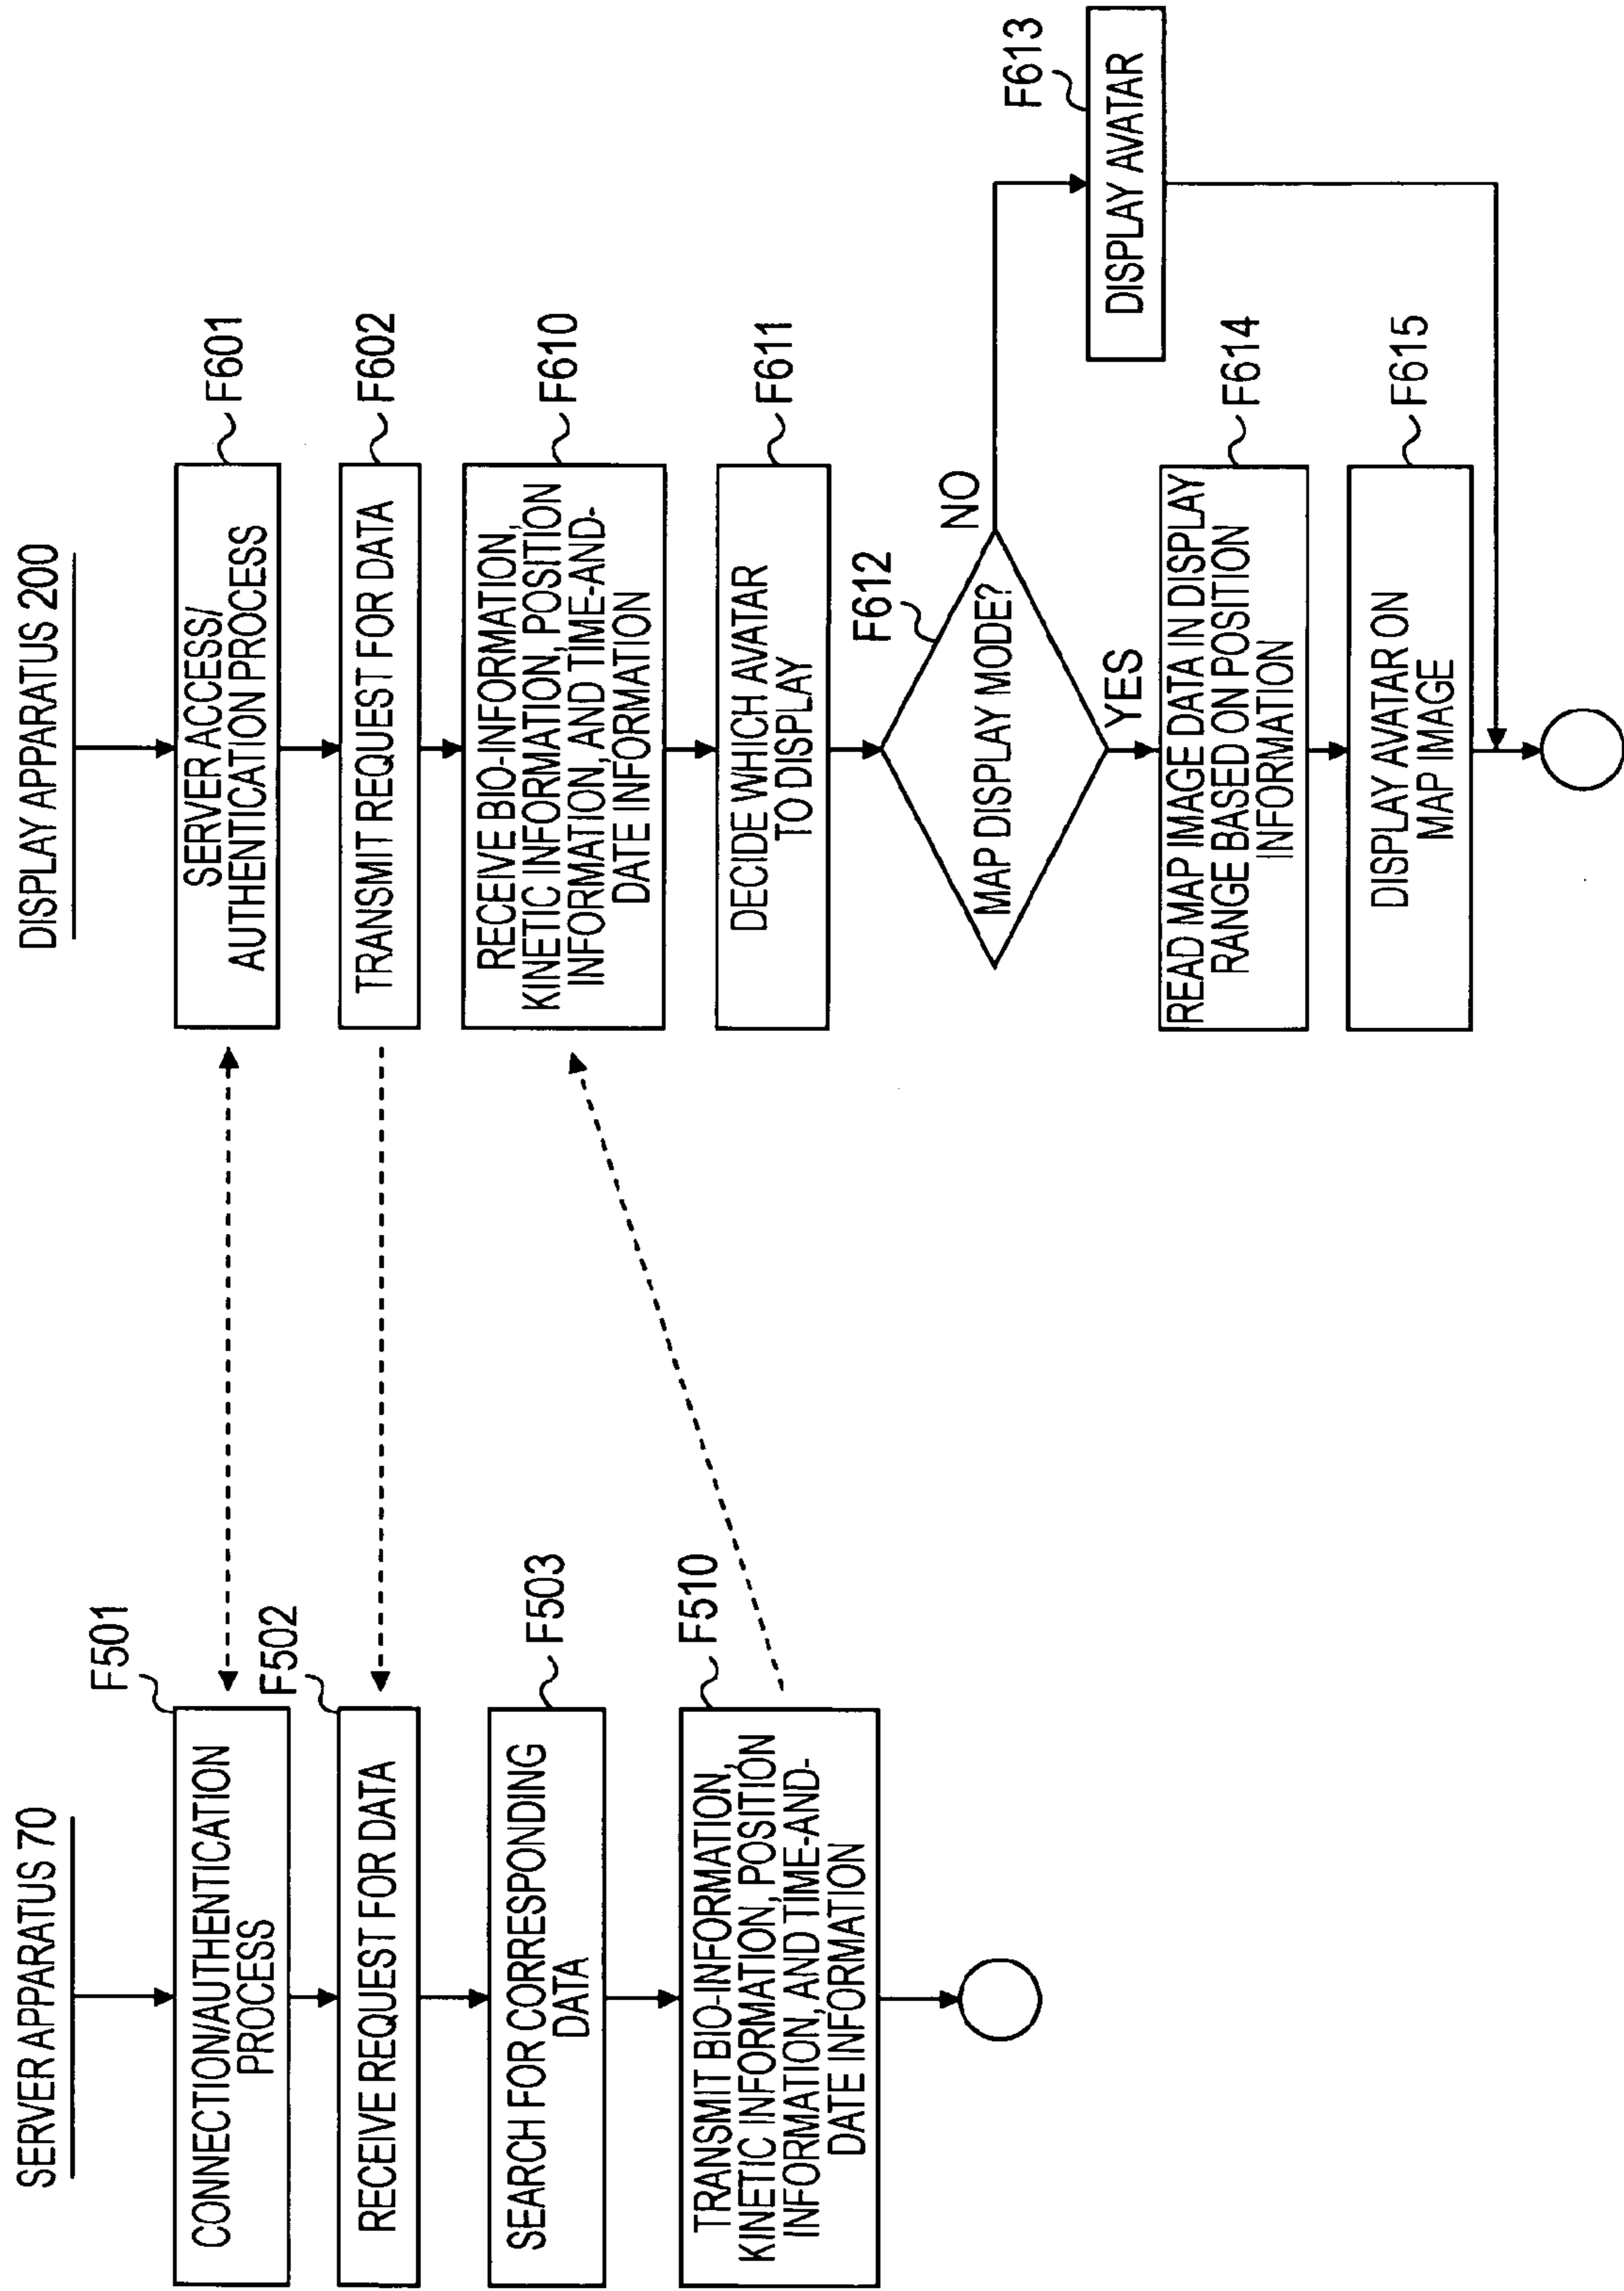 SERVER APPARATUS 70
F501
CONNECTION/AUTHENTICATION
PROCESS
F502
RECEIVE REQUEST FOR DATA
F503
SEARCH FOR CORRESPONDING
DATA
F510
TRANSMIT BIO-INFORMATION,
KINETIC INFORMATION, POSITION
INFORMATION, AND TIME-AND-
DATE INFORMATION
DISPLAY APPARATUS 200
F601
SERVER ACCESS/
AUTHENTICATION PROCESS
F602
TRANSMIT REQUEST FOR DATA
F610
RECEIVE BIO-INFORMATION,
KINETIC INFORMATION, POSITION
INFORMATION, AND TIME-AND-
DATE INFORMATION
F611
DECIDE WHICH AVATAR
TO DISPLAY
F612
MAP DISPLAY MODE?
NO
F613
DISPLAY AVATAR
YES
F614
READ MAP IMAGE DATA IN DISPLAY
RANGE BASED ON POSITION
INFORMATION
F615
DISPLAY AVATAR ON
MAP IMAGE